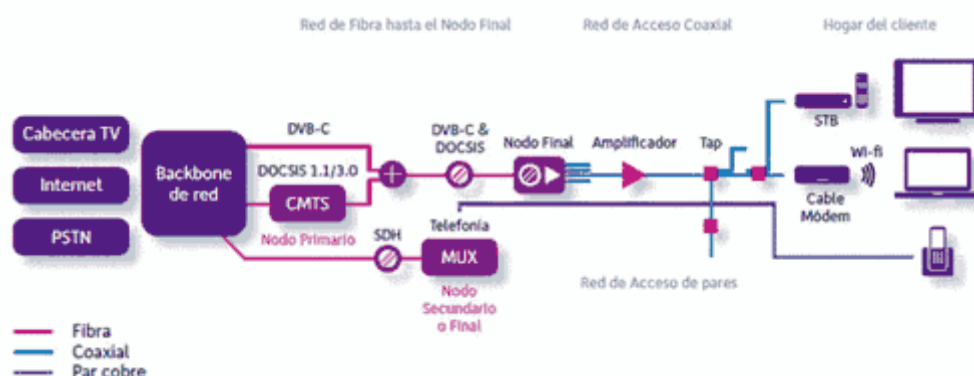 Red de Fibra hasta el Nodo Final
Red de Acceso Coaxial
Hogar del cliente
Cabecera TV
Internet
PSTN
Backbone
de red
DVB-C
DOCSIS 1.1/3.0
CMTS
Nodo Primario
DVB-C &
DOCSIS
Nodo Final
Amplificador
Tap
STB
Wi-fi
Cable
Módem
SDH
Telefonía
MUX
Nodo
Secundario
o Final
Red de Acceso de pares
Fibra
Coaxial
Par cobre